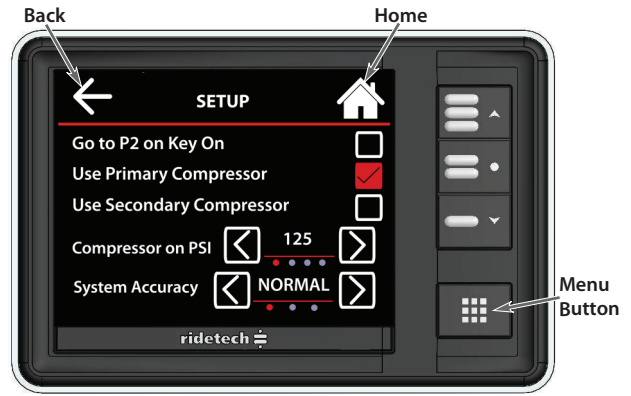 Back
Home
SETUP
Go to P2 on Key On
Use Primary Compressor
Use Secondary Compressor
Compressor on PSI
125
System Accuracy
NORMAL
ridetech
Menu
Button